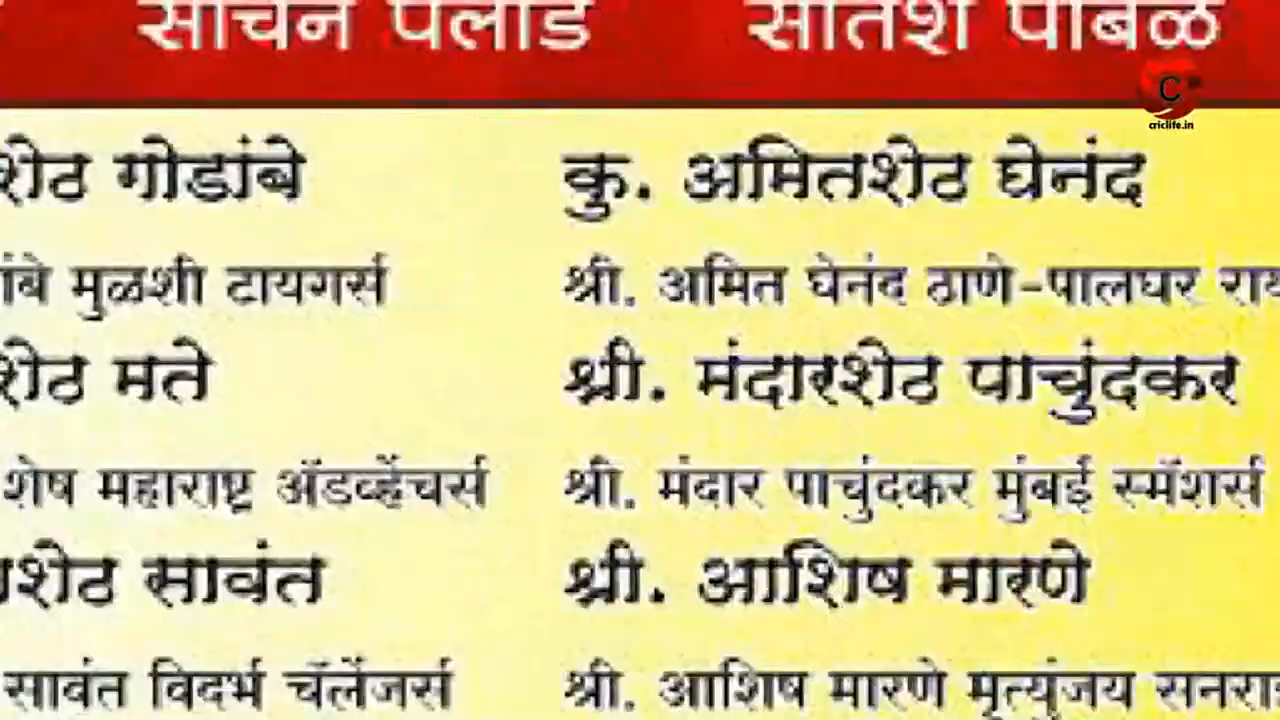 सचिन पलांडे
सतिश पाबळे
C
criclife.in
शेठ गोडांबे
कु. अमितशेठ घेनंद
मुळशी टायगर्स
श्री. अमित घेनंद ठाणे-पालघर
शेठ मते
श्री. मंदारशेठ पाचुंदकर
शेष महाराष्ट्र ॲडव्हेंचर्स
श्री. मंदार पाचुंदकर मुंबई स्मॅशर्स
शेठ सावंत
श्री. आशिष मारणे
सावंत विदर्भ चॅलेंजर्स
श्री. आशिष मारणे मृत्युंजय